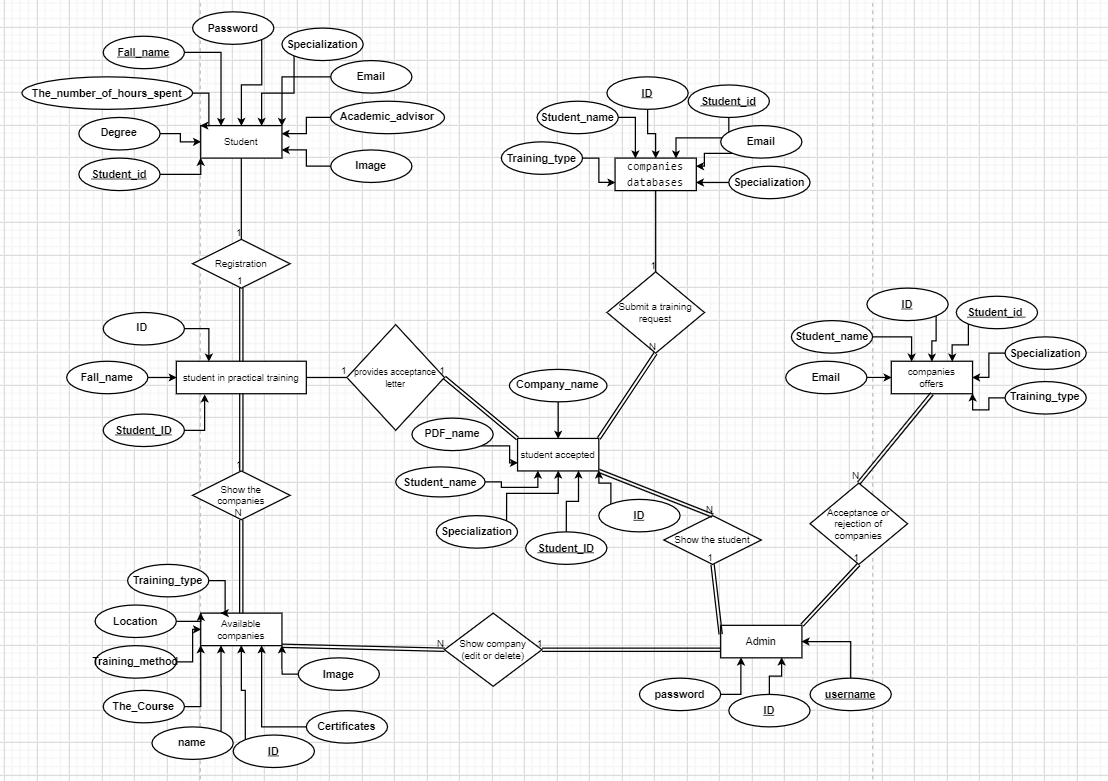 Password
Fall_name
Specialization
Email
The_number_of_hours_spent
Academic_advisor
Degree
Student
Image
Student_id
1
Registration
1
ID
Student_id
Student_name
Email
Training_type
companies
databases
Specialization
1
Submit a training
request
N
ID
Student_id
Student_name
Specialization
Email
companies
offers
Training_type
ID
Fall_name
student in practical training
Student_ID
1
provides acceptance
letter
1
Company_name
PDF_name
student accepted
Student_name
Specialization
Student_ID
ID
1
Show the
companies
N
N
Show the student
1
N
Acceptance or
rejection of
companies
1
Training_type
Location
Available
companies
Training_method
The_Course
name
ID
Certificates
Image
N
Show company
(edit or delete)
1
Admin
password
ID
username